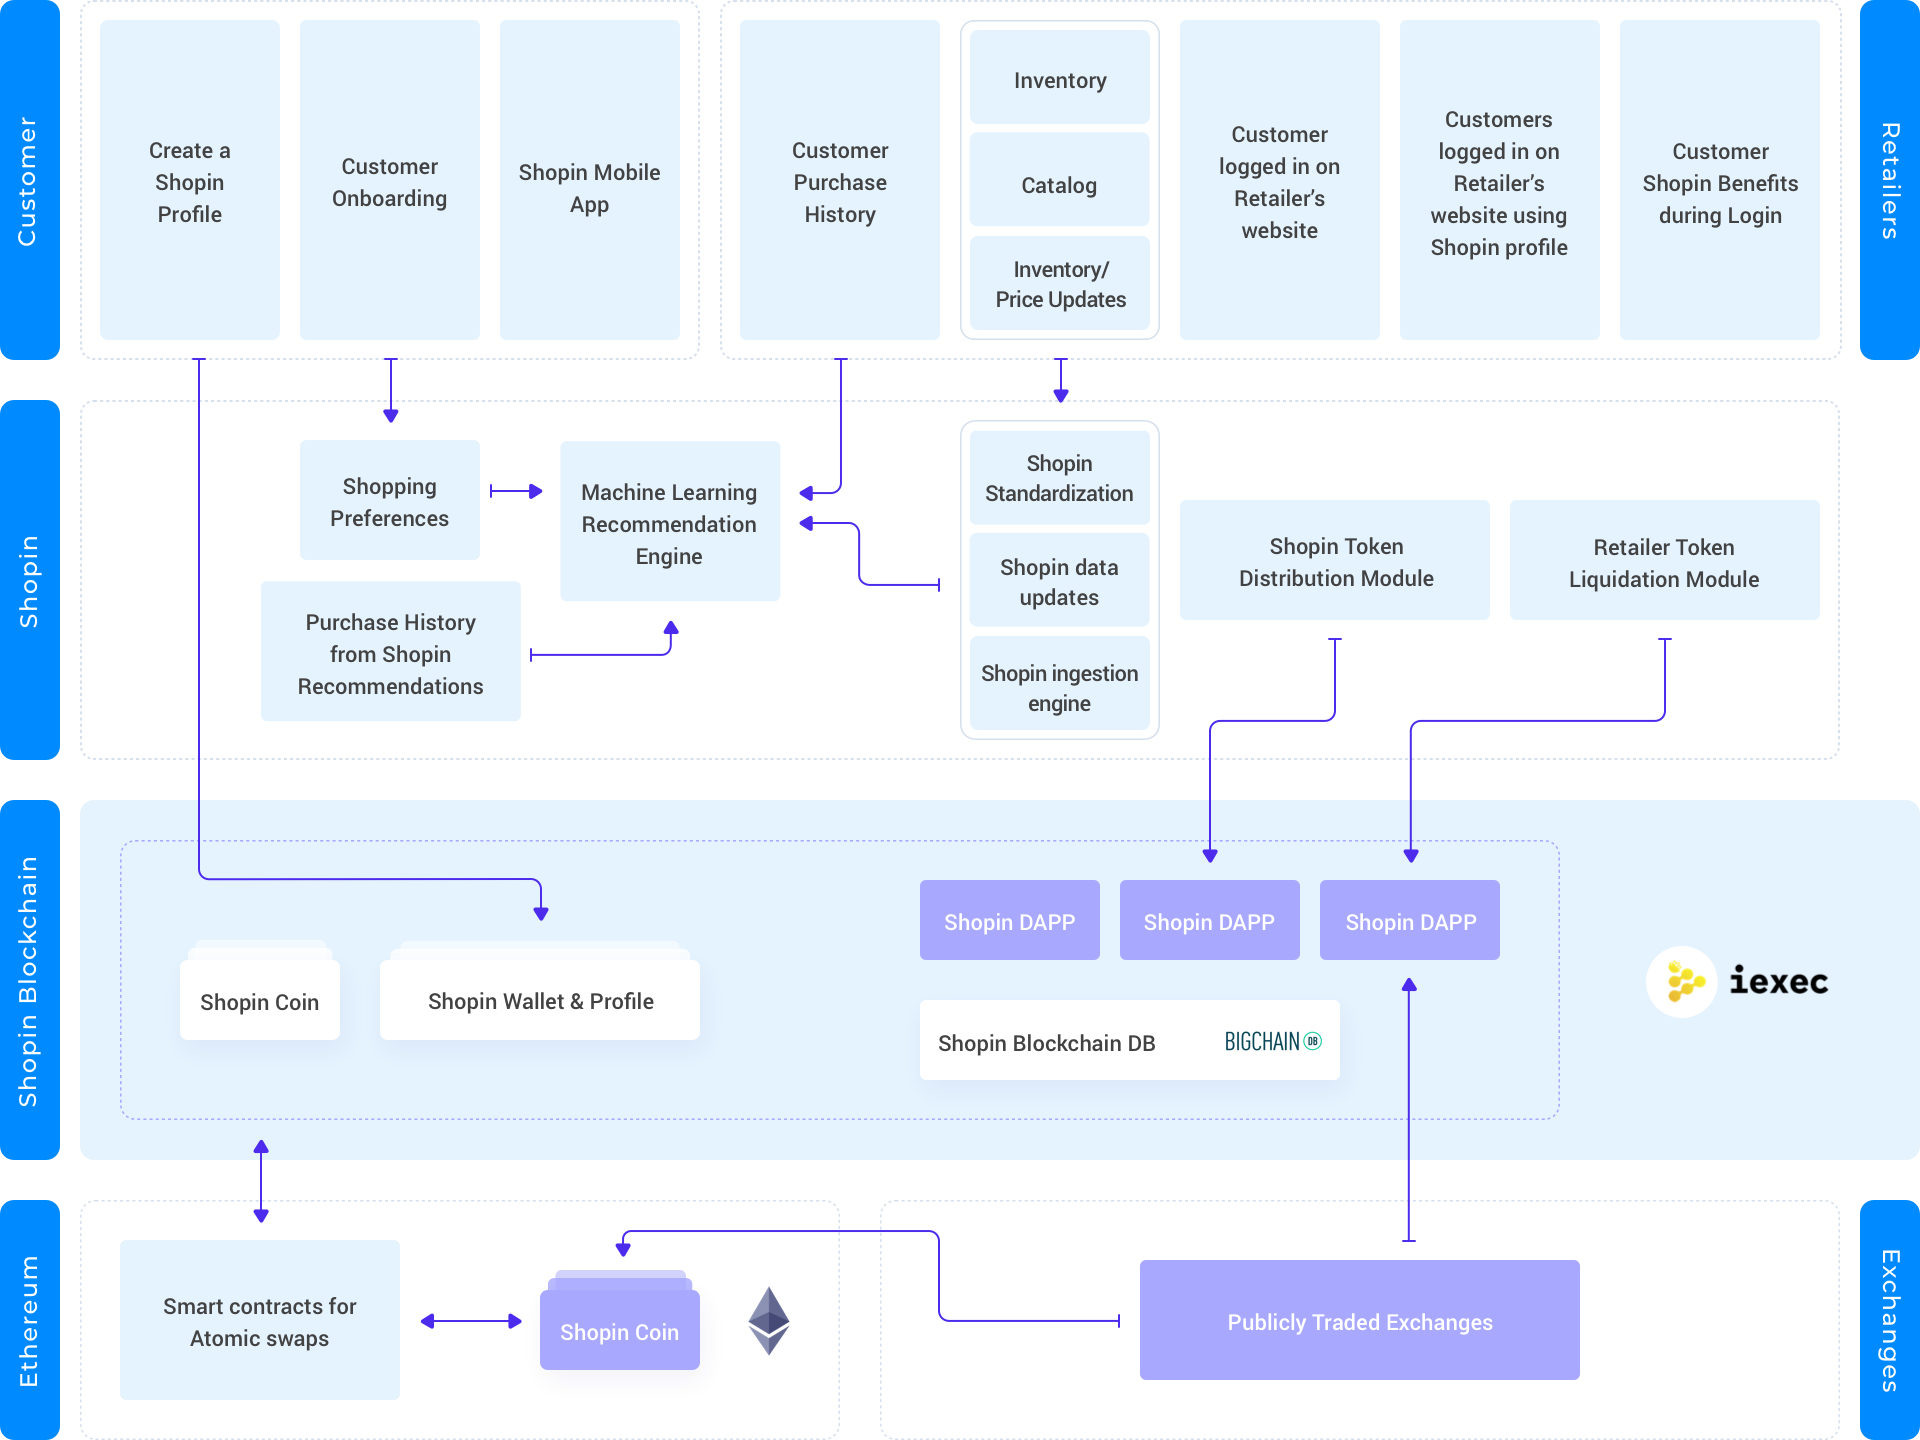 Customer
Create a
Shopin
Profile
Customer
Onboarding
Shopin Mobile
App
Customer
Purchase
History
Inventory
Catalog
Inventory/
Price Updates
Customer
logged in on
Retailer’s
website
Customers
logged in on
Retailer’s
website using
Shopin profile
Customer
Shopin Benefits
during Login
Retailers
Shopin
Shopping
Preferences
Machine Learning
Recommendation
Engine
Purchase History
from Shopin
Recommendations
Shopin
Standardization
Shopin data
updates
Shopin ingestion
engine
Shopin Token
Distribution Module
Retailer Token
Liquidation Module
Shopin Blockchain
Shopin Coin
Shopin Wallet & Profile
Shopin DAPP
Shopin DAPP
Shopin DAPP
Shopin Blockchain DB
BIGCHAIN DB
iexec
Ethereum
Smart contracts for
Atomic swaps
Shopin Coin
Publicly Traded Exchanges
Exchanges